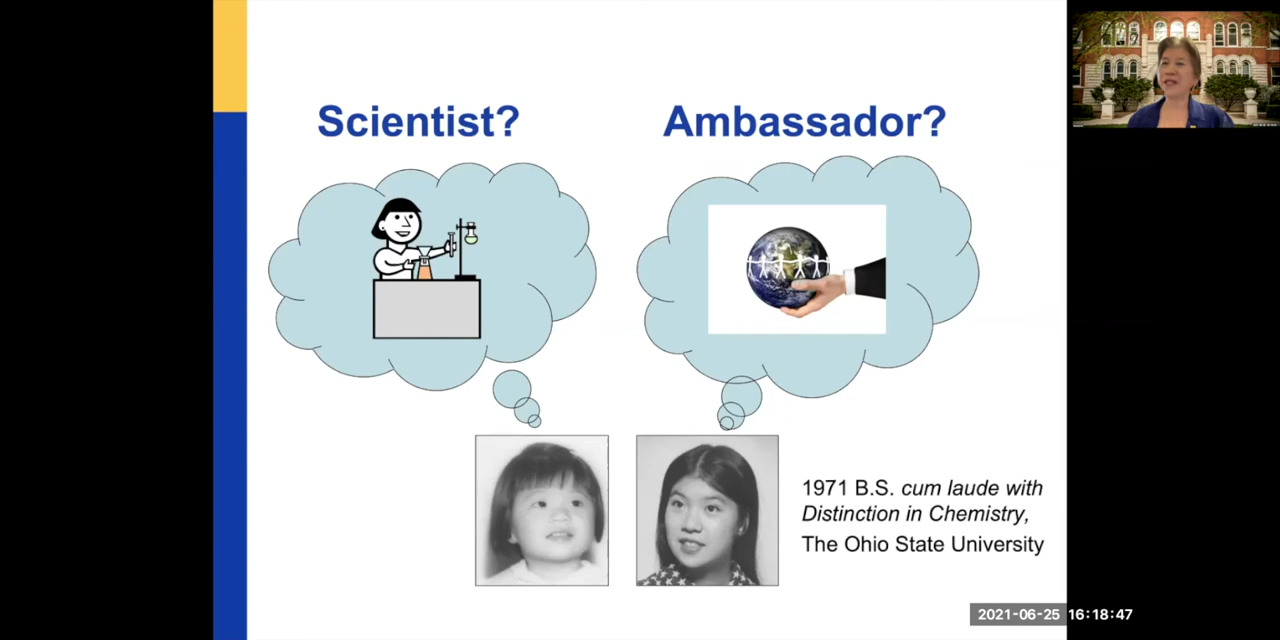 Scientist?
Ambassador?
1971 B.S. cum laude with
Distinction in Chemistry,
The Ohio State University
2021-06-25 16:18:47